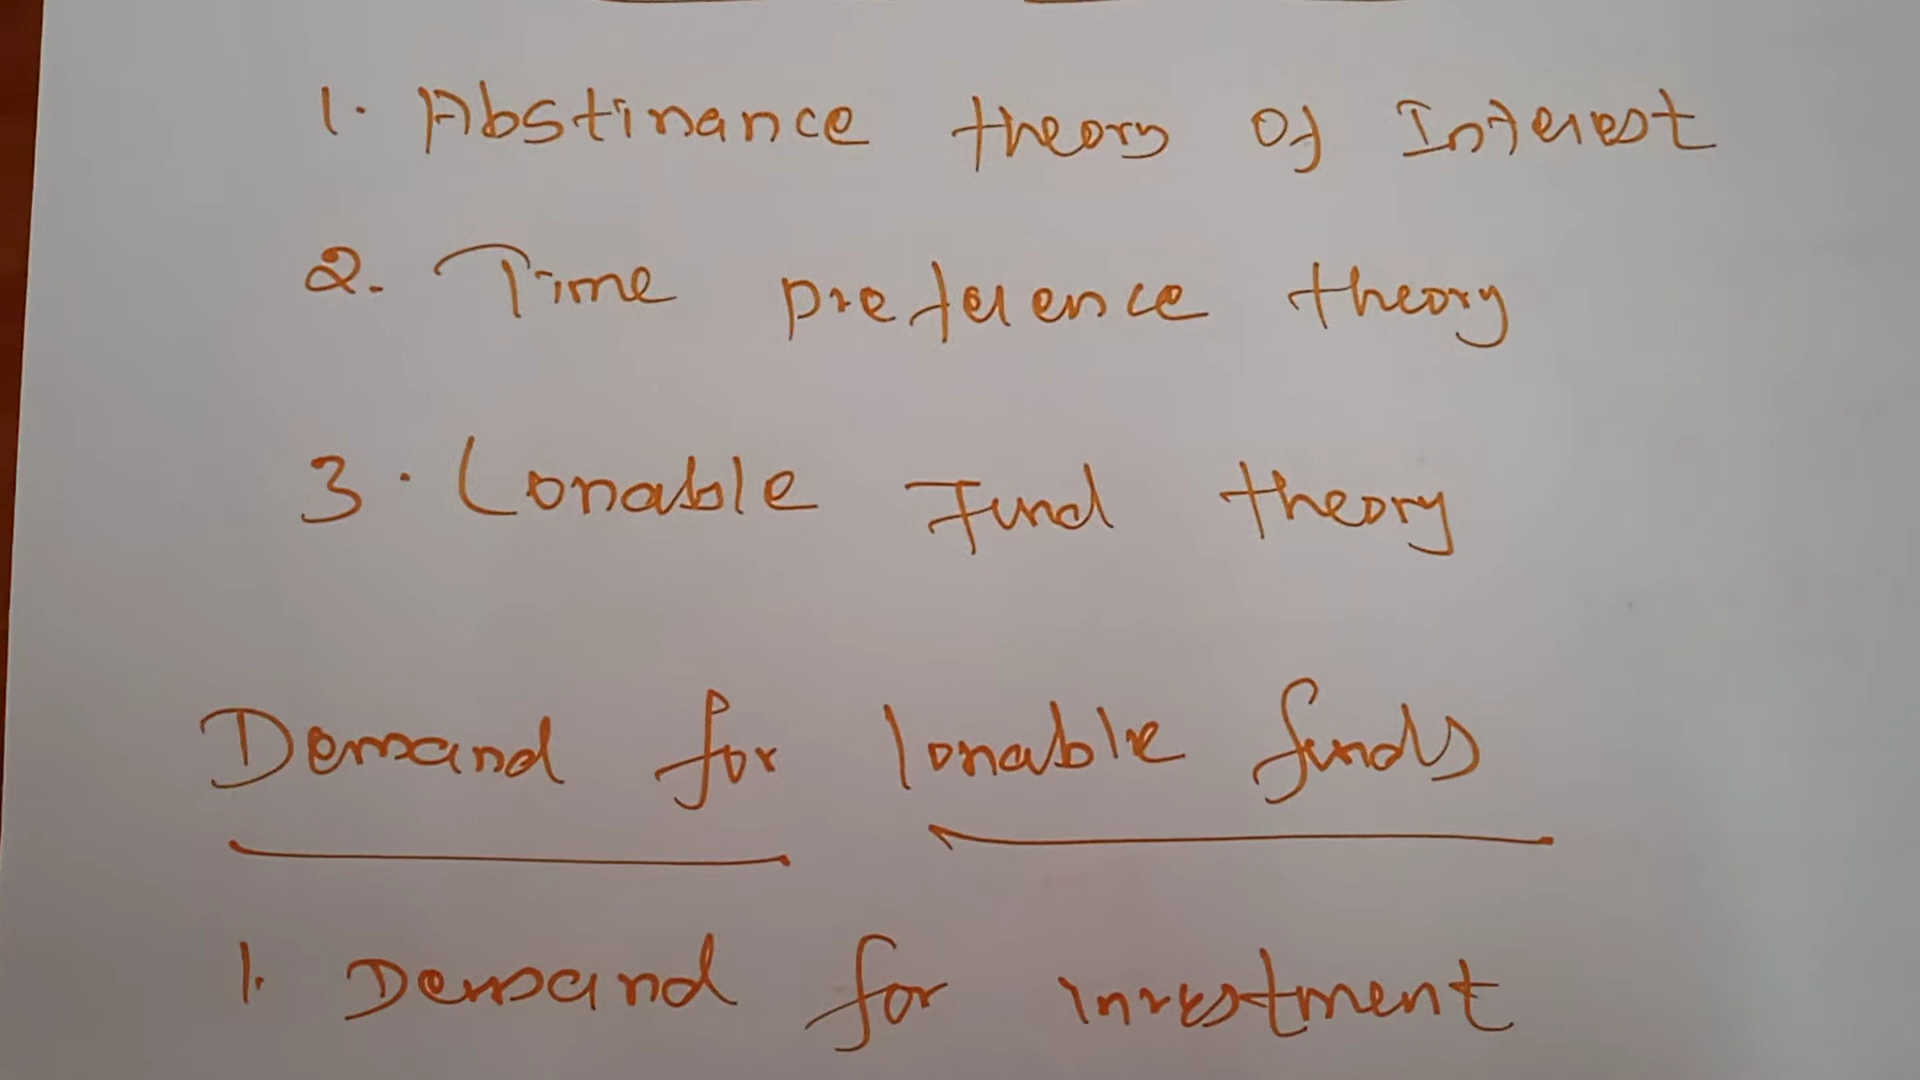 1. Abstinance theory of Interest
2. Time preference theory
3. Lonable Fund theory
Demand for lonable funds
1. Demand for investment